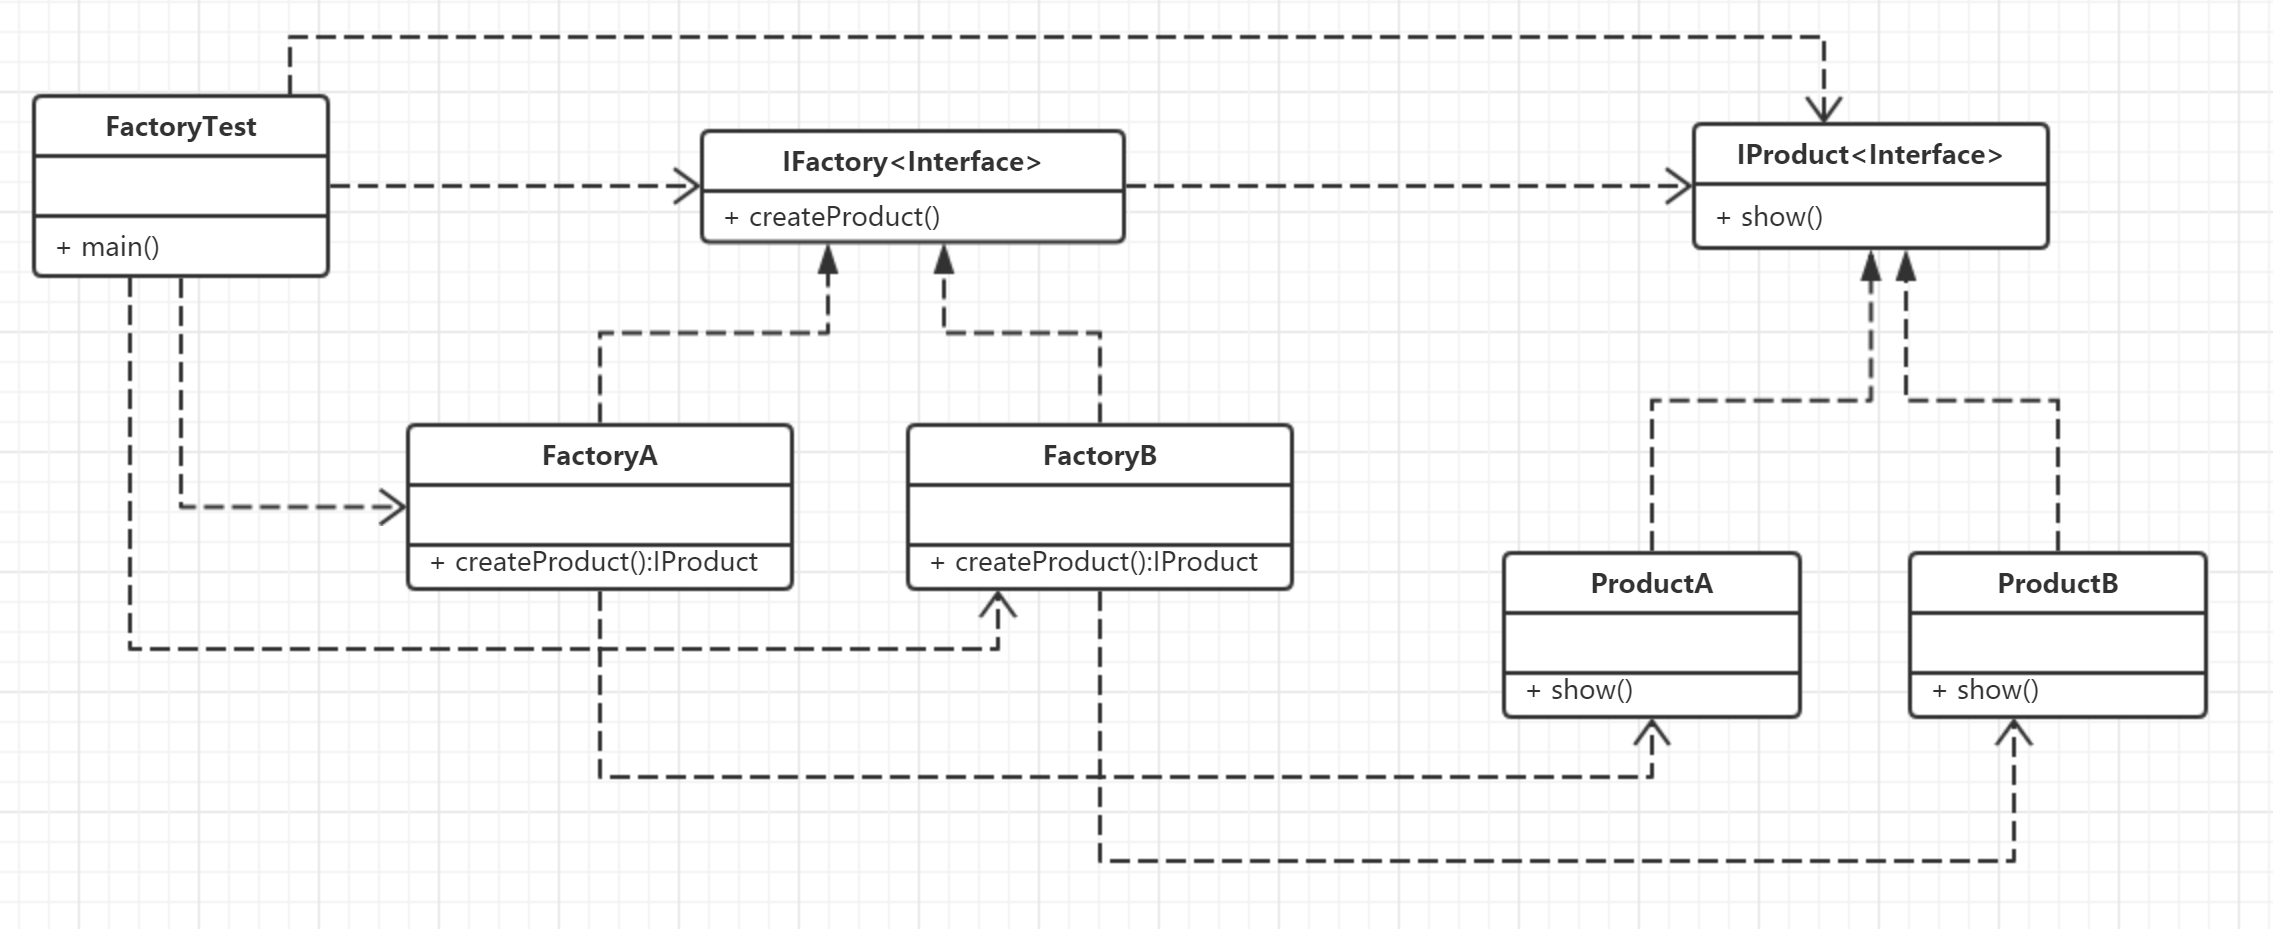 FactoryTest
+ main()
IFactory<Interface>
+ createProduct()
IProduct<Interface>
+ show()
FactoryA
+ createProduct():IProduct
FactoryB
+ createProduct():IProduct
ProductA
+ show()
ProductB
+ show()